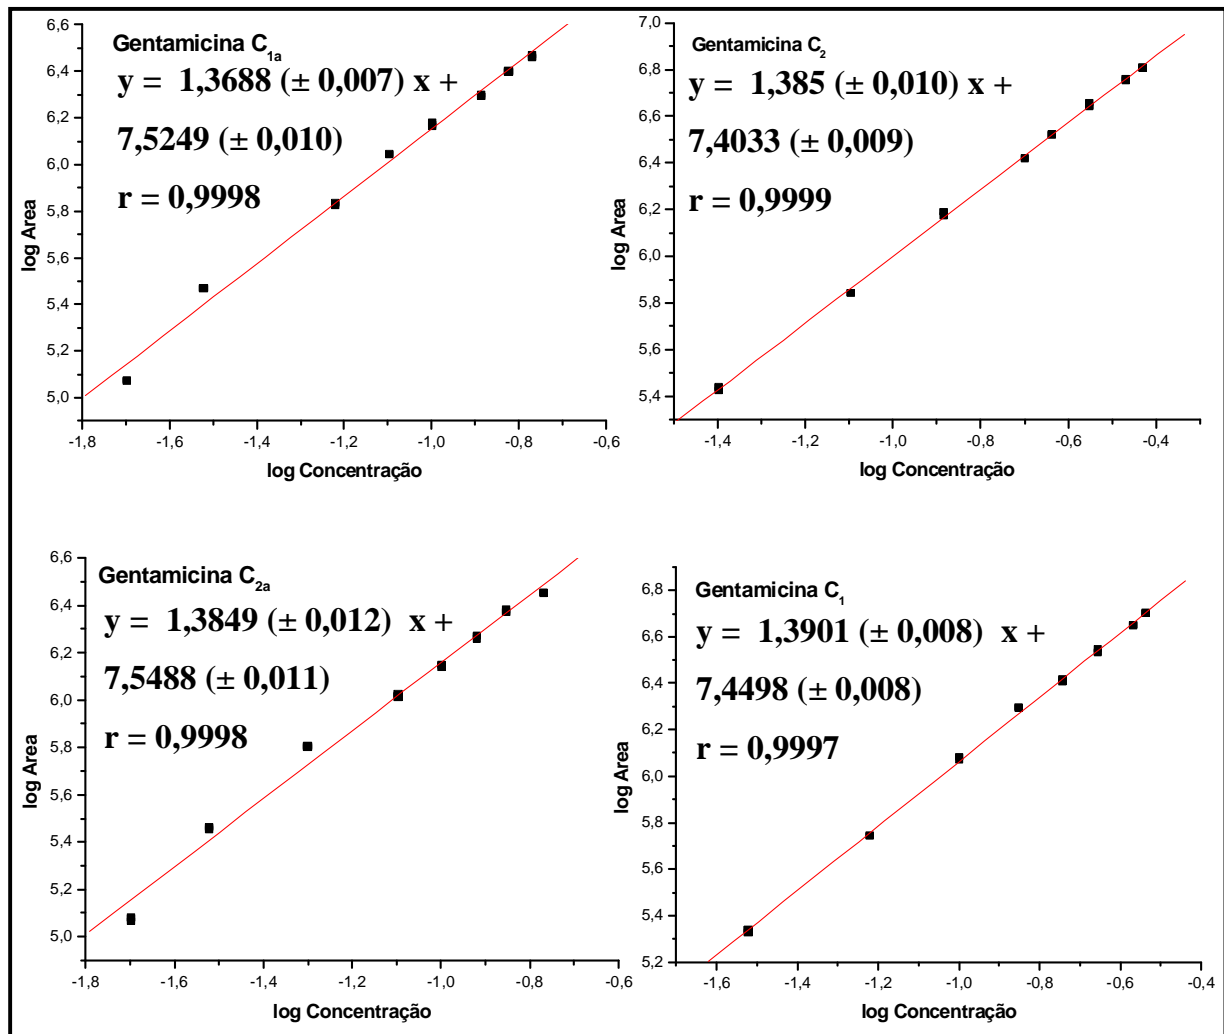 Gentamicina C1a
y = 1,3688 (± 0,007) x +
7,5249 (± 0,010)
r = 0,9998
log Area
6,6
6,4
6,2
6,0
5,8
5,6
5,4
5,2
5,0
-1,8 -1,6 -1,4 -1,2 -1,0 -0,8 -0,6
log Concentração
Gentamicina C2
y = 1,385 (± 0,010) x +
7,4033 (± 0,009)
r = 0,9999
log Area
7,0
6,8
6,6
6,4
6,2
6,0
5,8
5,6
5,4
-1,4 -1,2 -1,0 -0,8 -0,6 -0,4
log Concentração
Gentamicina C2a
y = 1,3849 (± 0,012) x +
7,5488 (± 0,011)
r = 0,9998
log Area
6,6
6,4
6,2
6,0
5,8
5,6
5,4
5,2
5,0
-1,8 -1,6 -1,4 -1,2 -1,0 -0,8 -0,6
log Concentração
Gentamicina C1
y = 1,3901 (± 0,008) x +
7,4498 (± 0,008)
r = 0,9997
log Area
6,8
6,6
6,4
6,2
6,0
5,8
5,6
5,4
5,2
-1,6 -1,4 -1,2 -1,0 -0,8 -0,6 -0,4
log Concentração